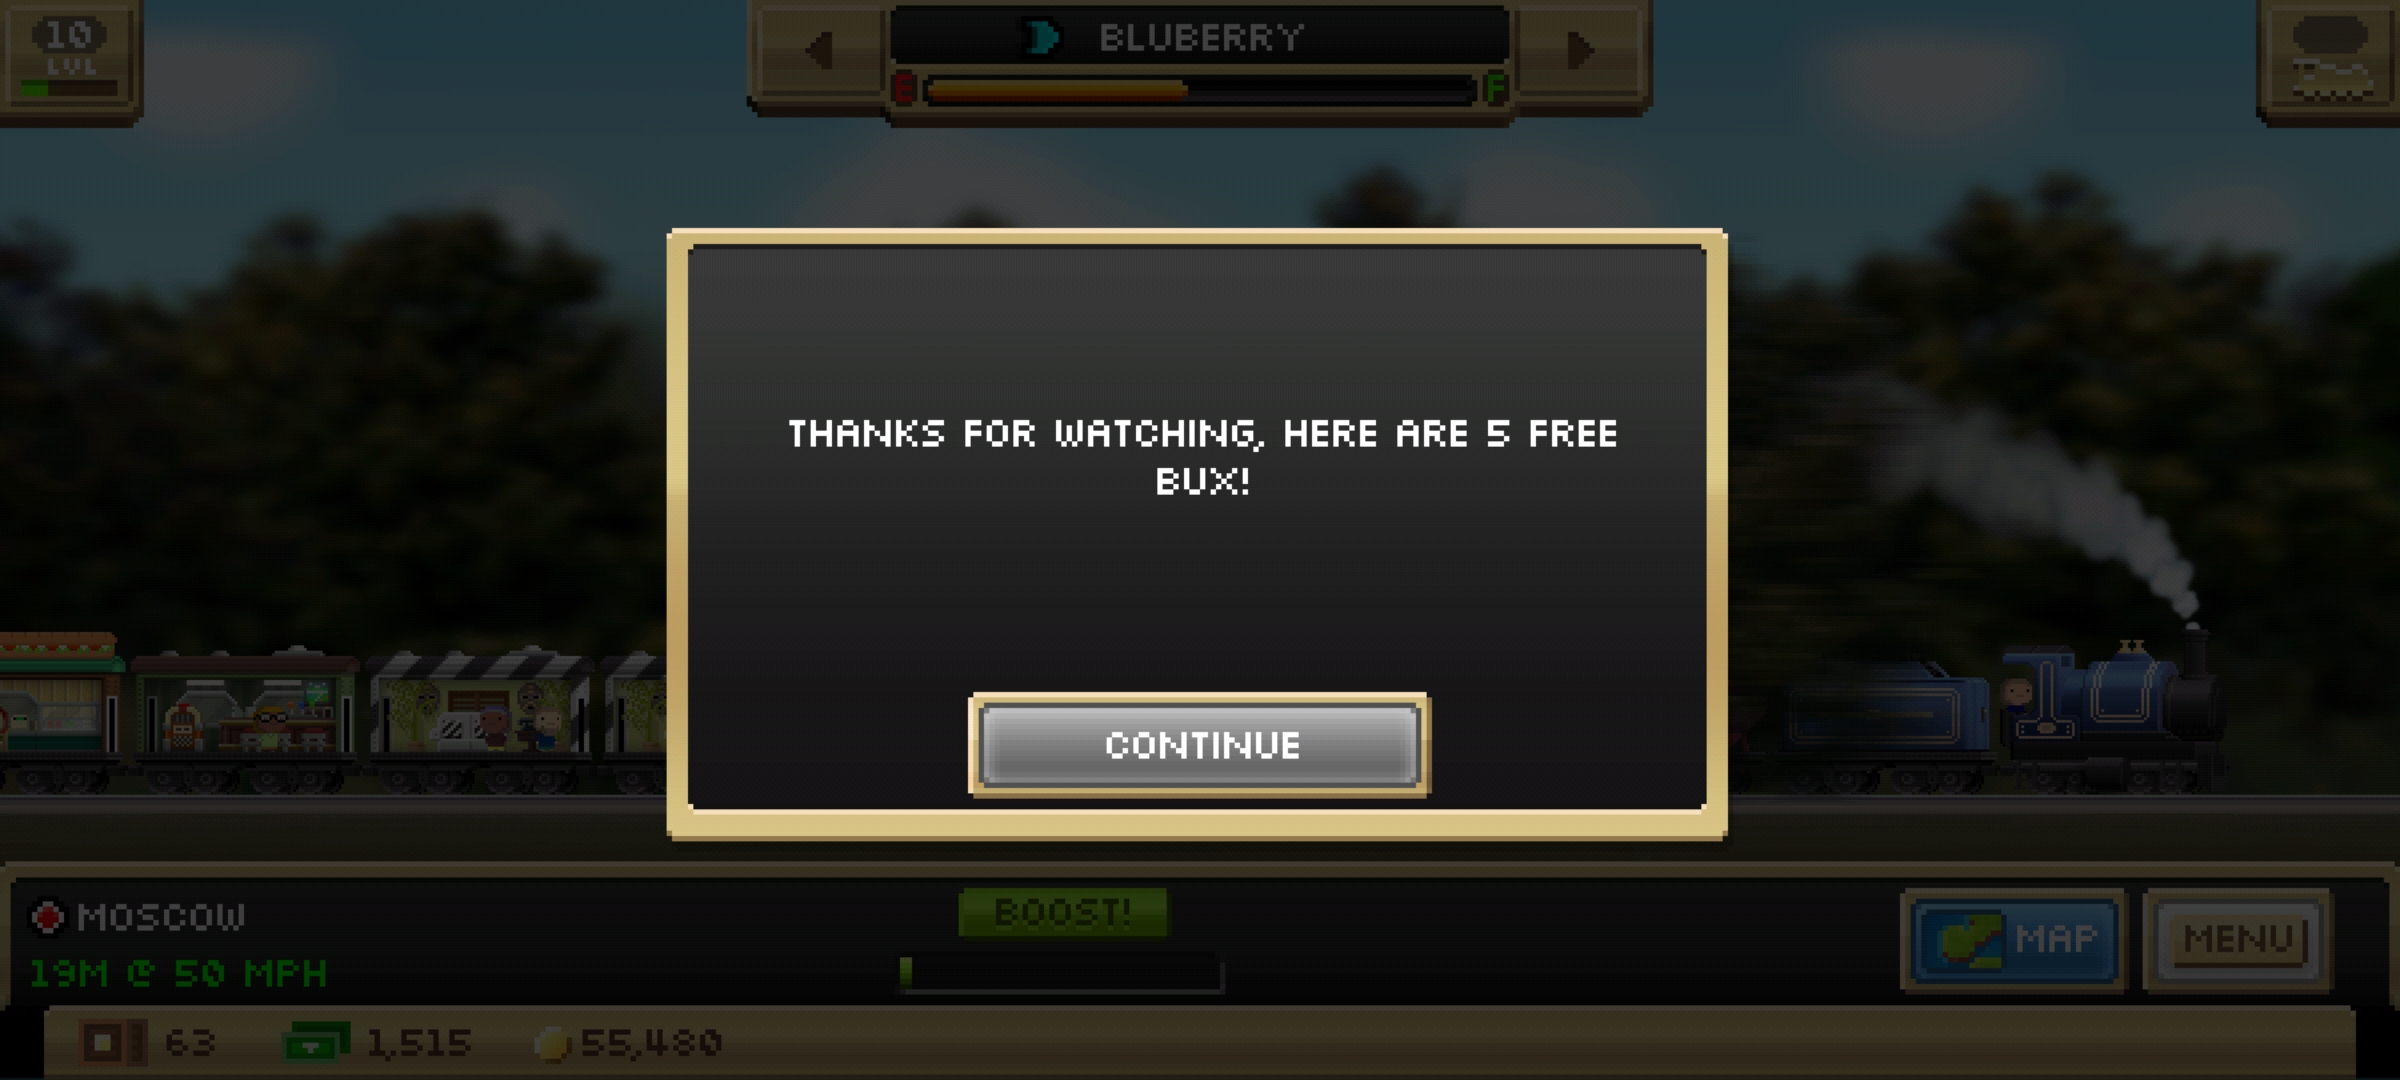 10
LVL
BLUBERRY
E
F
THANKS FOR WATCHING, HERE ARE 5 FREE
BUX!
CONTINUE
MOSCOW
19M @ 50 MPH
BOOST!
MAP
MENU
63
1,515
55,480